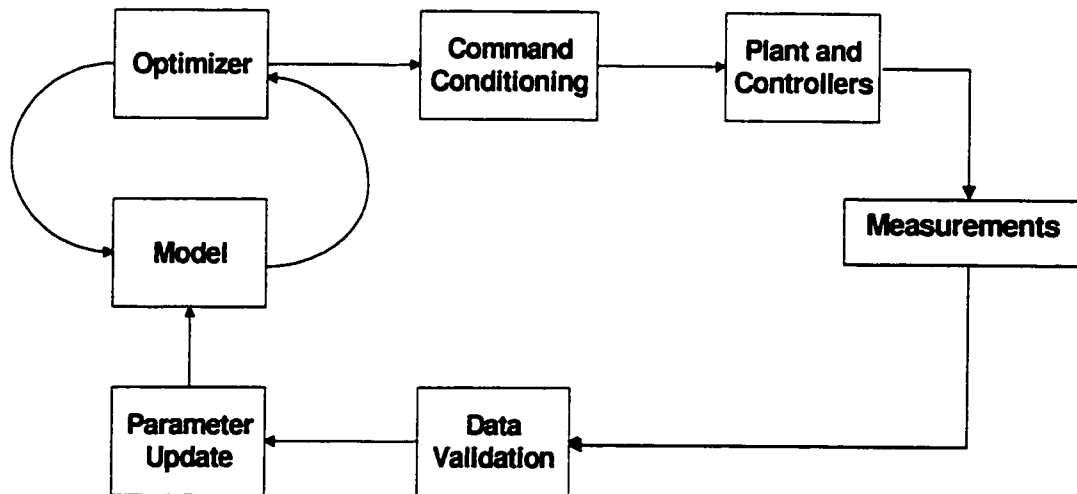 Optimizer
Command
Conditioning
Plant and
Controllers
Model
Measurements
Parameter
Update
Data
Validation